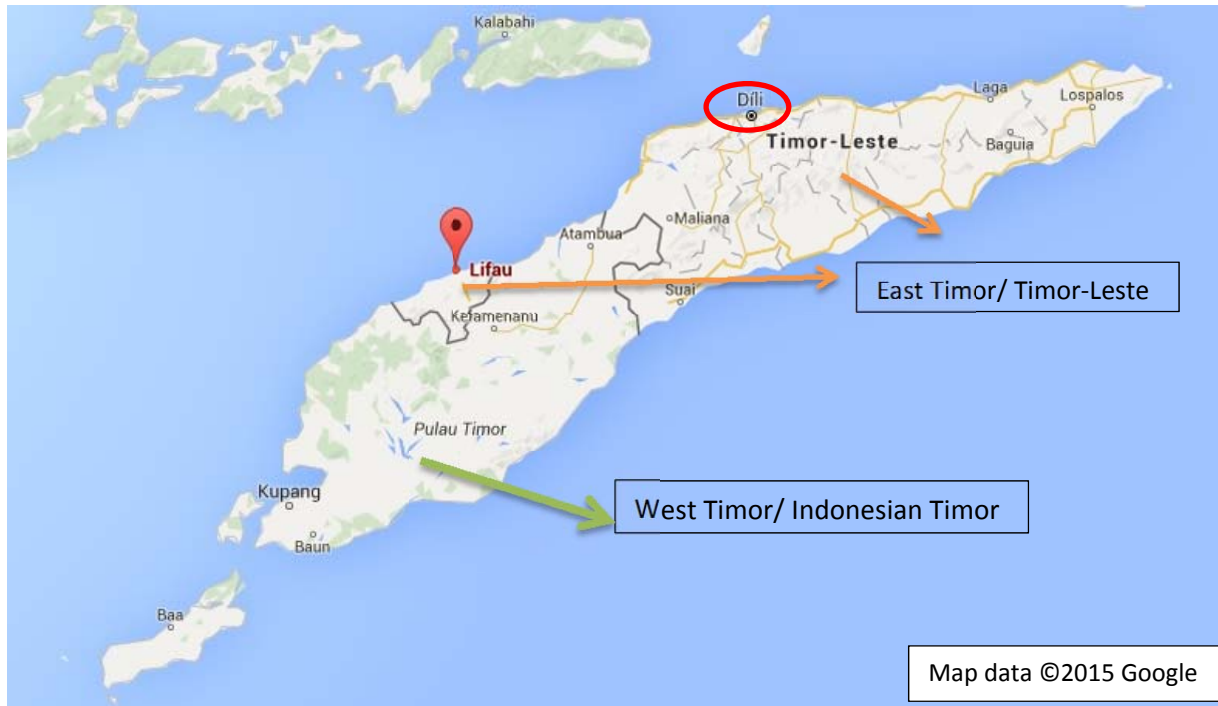 Kalabahi
Díli
Timor-Leste
Laga
Lospalos
Baguia
Maliana
Atambua
Lifau
East Timor/ Timor-Leste
Suai
Kefamenanu
Pulau Timor
Kupang
West Timor/ Indonesian Timor
Baun
Baa
Map data ©2015 Google